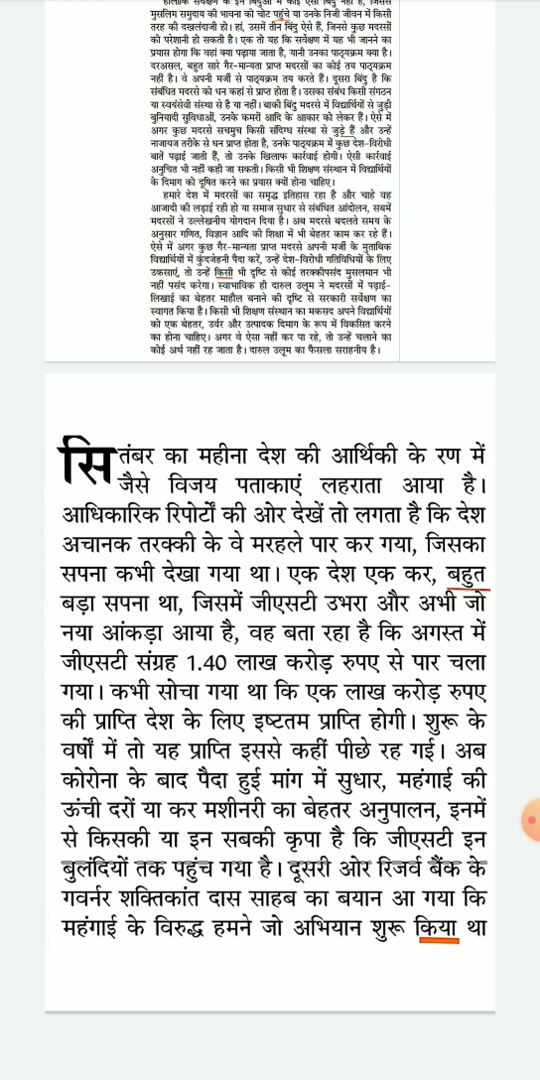 हालांकि सर्वेक्षण के इन बिंदुओं में कोई ऐसा बिंदु नहीं है, जिससे
मुसलिम समुदाय की भावना को चोट पहुंचे या उनके निजी जीवन में किसी
तरह की दखलंदाजी हो। हां, उसमें तीन बिंदु ऐसे हैं, जिनसे कुछ मदरसों
को परेशानी हो सकती है। एक तो यह कि सर्वेक्षण में यह भी जानने का
प्रयास होगा कि वहां क्या पढ़ाया जाता है, यानी उनका पाठ्यक्रम क्या है।
दरअसल, बहुत सारे गैर-मान्यता प्राप्त मदरसों का कोई तय पाठ्यक्रम
नहीं है। वे अपनी मर्जी से पाठ्यक्रम तय करते हैं। दूसरा बिंदु है कि
संबंधित मदरसे को धन कहां से प्राप्त होता है। उसका संबंध किसी संगठन
या स्वयंसेवी संस्था से है या नहीं। बाकी बिंदु मदरसे में विद्यार्थियों से जुड़ी
बुनियादी सुविधाओं, उनके कमरों आदि के आकार को लेकर हैं। ऐसे में
अगर कुछ मदरसे सचमुच किसी संदिग्ध संस्था से जुड़े हैं और उन्हें
नाजायज तरीके से धन प्राप्त होता है, उनके पाठ्यक्रम में कुछ देश-विरोधी
बातें पढ़ाई जाती हैं, तो उनके खिलाफ कार्रवाई होगी। ऐसी कार्रवाई
अनुचित भी नहीं कही जा सकती। किसी भी शिक्षण संस्थान में विद्यार्थियों
के दिमाग को दूषित करने का प्रयास क्यों होना चाहिए।
हमारे देश में मदरसों का समृद्ध इतिहास रहा है और चाहे वह
आजादी की लड़ाई रही हो या समाज सुधार से संबंधित आंदोलन, सबमें
मदरसों ने उल्लेखनीय योगदान दिया है। अब मदरसे बदलते समय के
अनुसार गणित, विज्ञान आदि की शिक्षा में भी बेहतर काम कर रहे हैं।
ऐसे में अगर कुछ गैर-मान्यता प्राप्त मदरसे अपनी मर्जी के मुताबिक
विद्यार्थियों में कुंदजेहनी पैदा करें, उन्हें देश-विरोधी गतिविधियों के लिए
उकसाएं, तो उन्हें किसी भी दृष्टि से कोई तरक्कीपसंद मुसलमान भी
नहीं पसंद करेगा। स्वाभाविक ही दारुल उलूम ने मदरसों में पढ़ाई-
लिखाई का बेहतर माहौल बनाने की दृष्टि से सरकारी सर्वेक्षण का
स्वागत किया है। किसी भी शिक्षण संस्थान का मकसद अपने विद्यार्थियों
को एक बेहतर, उर्वर और उत्पादक दिमाग के रूप में विकसित करने
का होना चाहिए। अगर वे ऐसा नहीं कर पा रहे, तो उन्हें चलाने का
कोई अर्थ नहीं रह जाता है। दारुल उलूम का फैसला सराहनीय है।
सितंबर का महीना देश की आर्थिकी के रण में
जैसे विजय पताकाएं लहराता आया है।
आधिकारिक रिपोर्टों की ओर देखें तो लगता है कि देश
अचानक तरक्की के वे मरहले पार कर गया, जिसका
सपना कभी देखा गया था। एक देश एक कर, बहुत
बड़ा सपना था, जिसमें जीएसटी उभरा और अभी जो
नया आंकड़ा आया है, वह बता रहा है कि अगस्त में
जीएसटी संग्रह 1.40 लाख करोड़ रुपए से पार चला
गया। कभी सोचा गया था कि एक लाख करोड़ रुपए
की प्राप्ति देश के लिए इष्टतम प्राप्ति होगी। शुरू के
वर्षों में तो यह प्राप्ति इससे कहीं पीछे रह गई। अब
कोरोना के बाद पैदा हुई मांग में सुधार, महंगाई की
ऊंची दरों या कर मशीनरी का बेहतर अनुपालन, इनमें
से किसकी या इन सबकी कृपा है कि जीएसटी इन
बुलंदियों तक पहुंच गया है। दूसरी ओर रिजर्व बैंक के
गवर्नर शक्तिकांत दास साहब का बयान आ गया कि
महंगाई के विरुद्ध हमने जो अभियान शुरू किया था